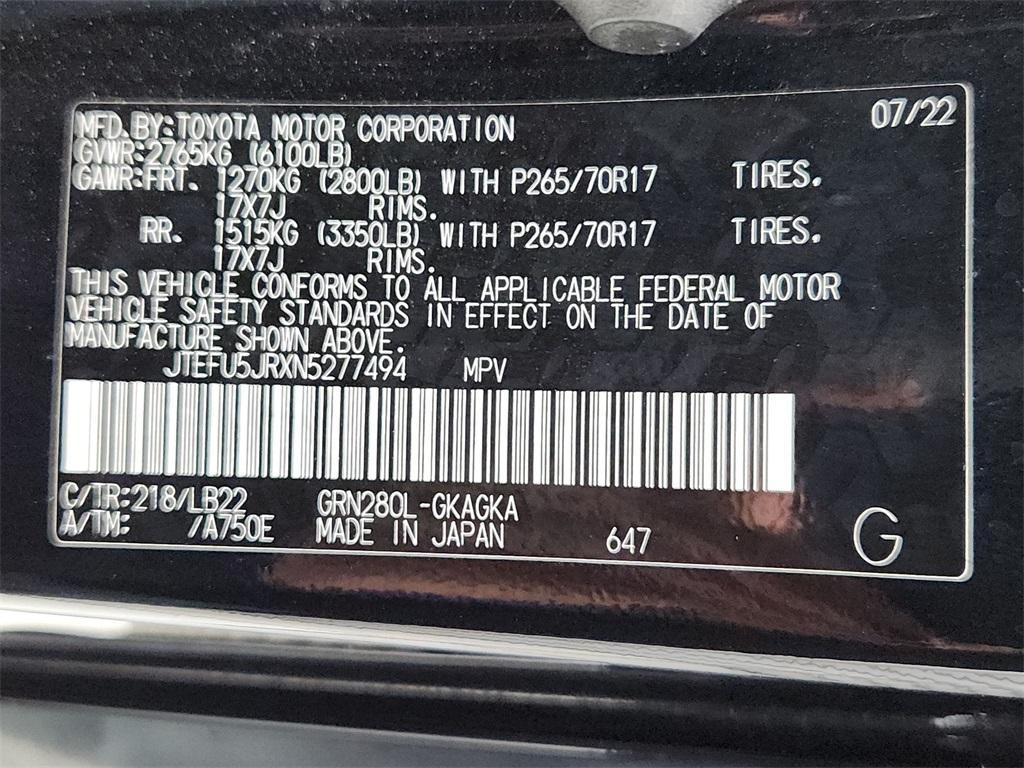 07/22
MFD. BY: TOYOTA MOTOR CORPORATION
GVWR: 2765KG (6100LB)
GAWR: FRT. 1270KG (2800LB) WITH P265/70R17 TIRES.
17X7J RIMS.
RR. 1515KG (3350LB) WITH P265/70R17 TIRES.
17X7J RIMS.
THIS VEHICLE CONFORMS TO ALL APPLICABLE FEDERAL MOTOR
VEHICLE SAFETY STANDARDS IN EFFECT ON THE DATE OF
MANUFACTURE SHOWN ABOVE.
JTEFU5JRXN5277494 MPV
C/TR: 218/LB22 GRN280L-GKAGKA
A/TM: /A750E MADE IN JAPAN 647 G